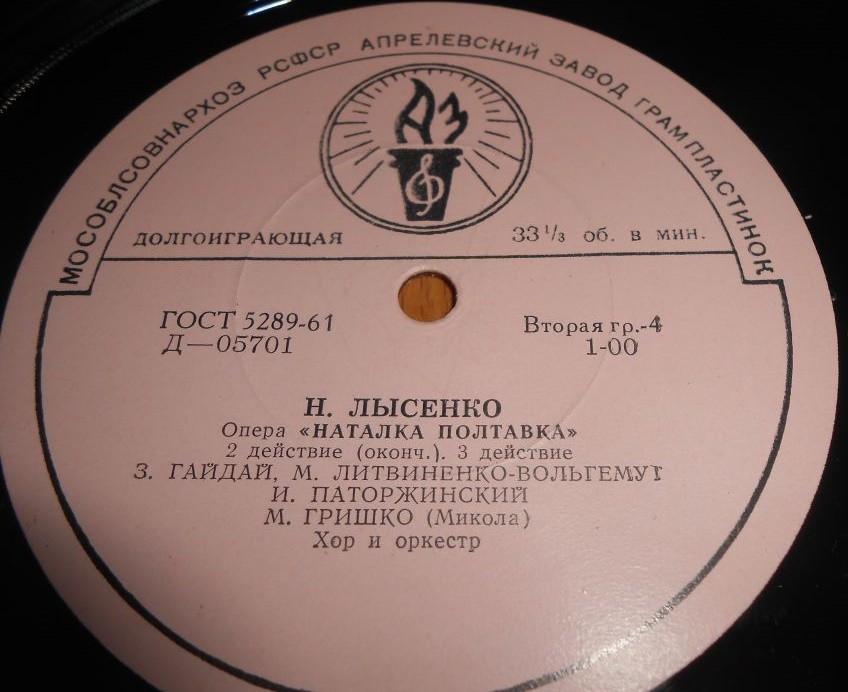 МОСОБЛСОВНАРХОЗ РСФСР АПРЕЛЕВСКИЙ ЗАВОД ГРАМПЛАСТИНОК
АЗ
ДОЛГОИГРАЮЩАЯ 33 1/3 об. в мин.
ГОСТ 5289-61 Вторая гр.-4
Д—05701 1-00
Н. ЛЫСЕНКО
Опера «НАТАЛКА ПОЛТАВКА»
2 действие (оконч.). 3 действие
З. ГАЙДАЙ, М. ЛИТВИНЕНКО-ВОЛЬГЕМУТ
И. ПАТОРЖИНСКИЙ
М. ГРИШКО (Микола)
Хор и оркестр